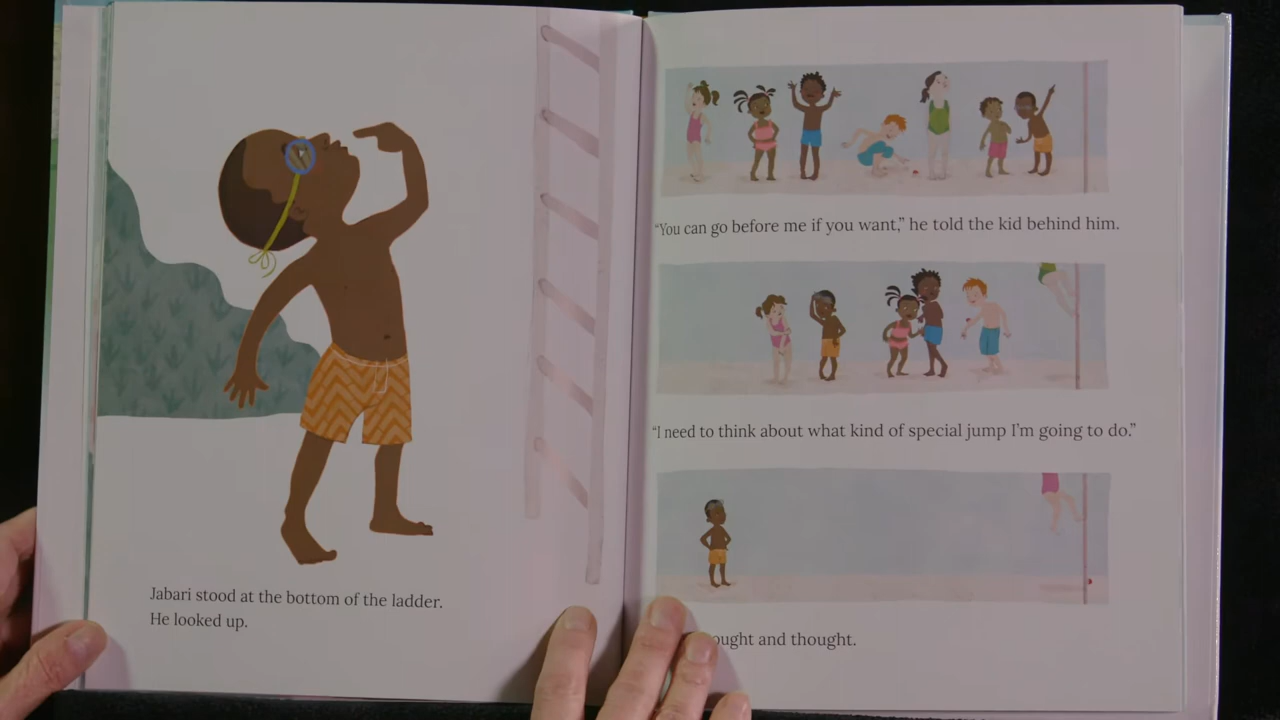 Jabari stood at the bottom of the ladder.
He looked up.
“You can go before me if you want,” he told the kid behind him.
“I need to think about what kind of special jump I’m going to do.”
and thought.